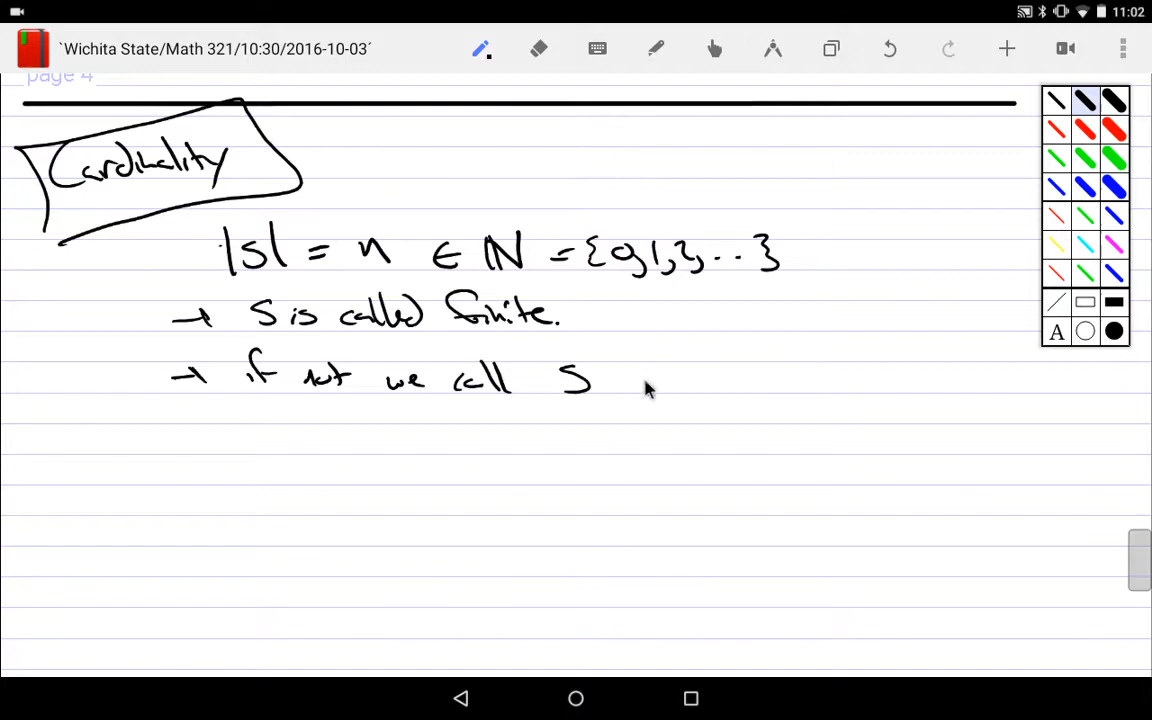 11:02
`Wichita State/Math 321/10:30/2016-10-03´
page 4
Cardinality
|S| = n ∈ ℕ = {0,1,2,...}
→ S is called finite.
→ if not we call S
A